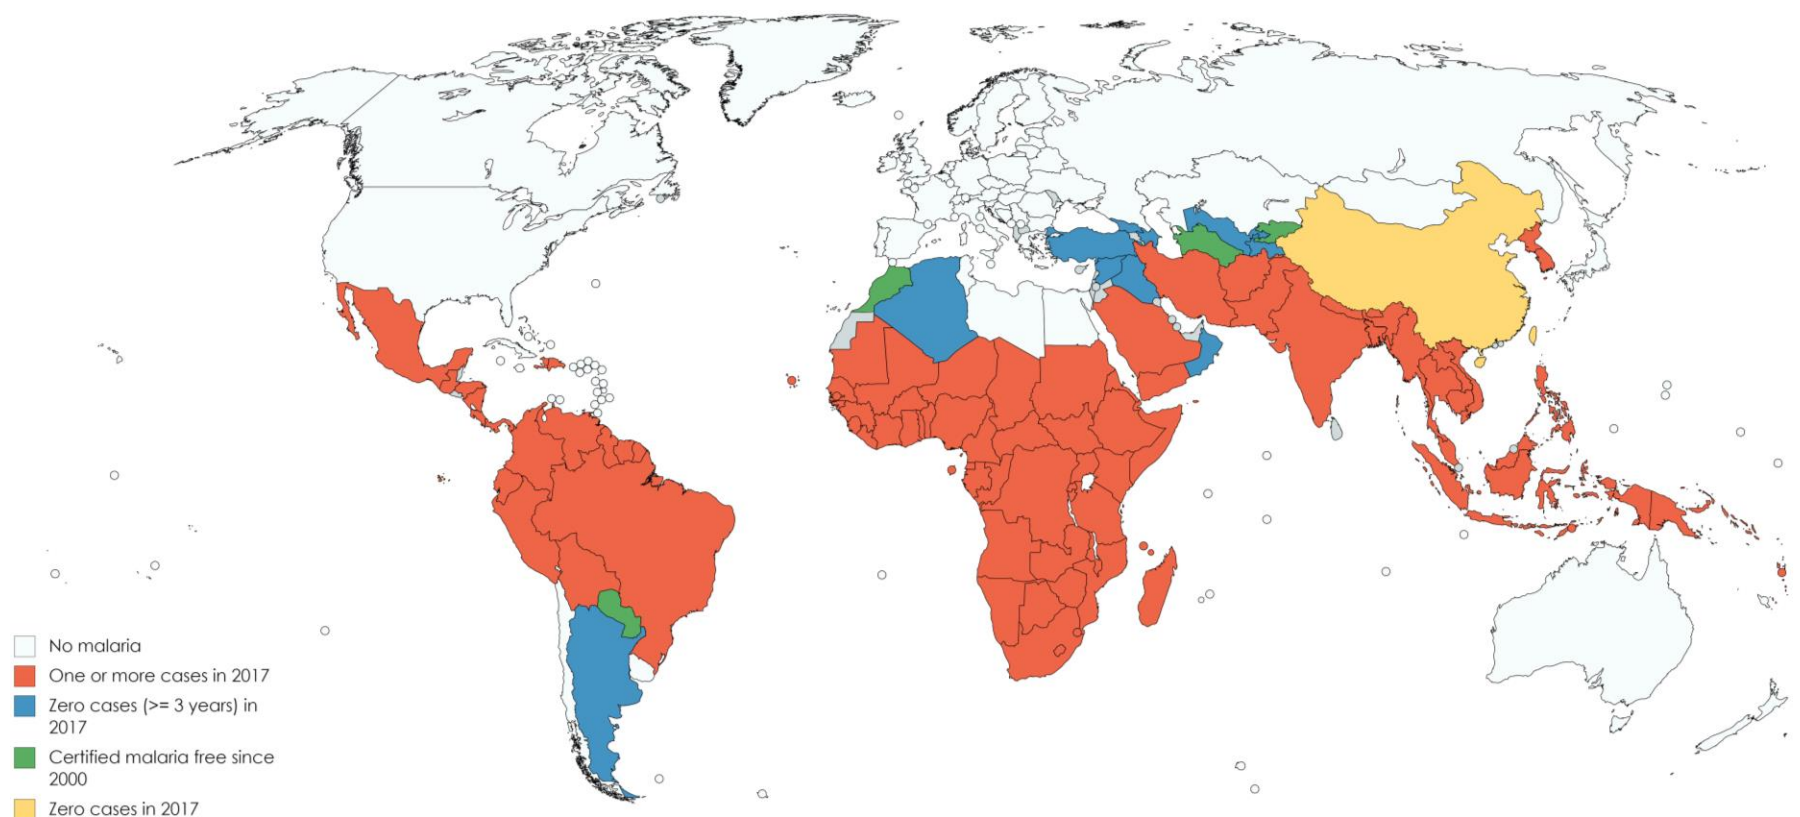 No malaria
One or more cases in 2017
Zero cases (>= 3 years) in
2017
Certified malaria free since
2000
Zero cases in 2017